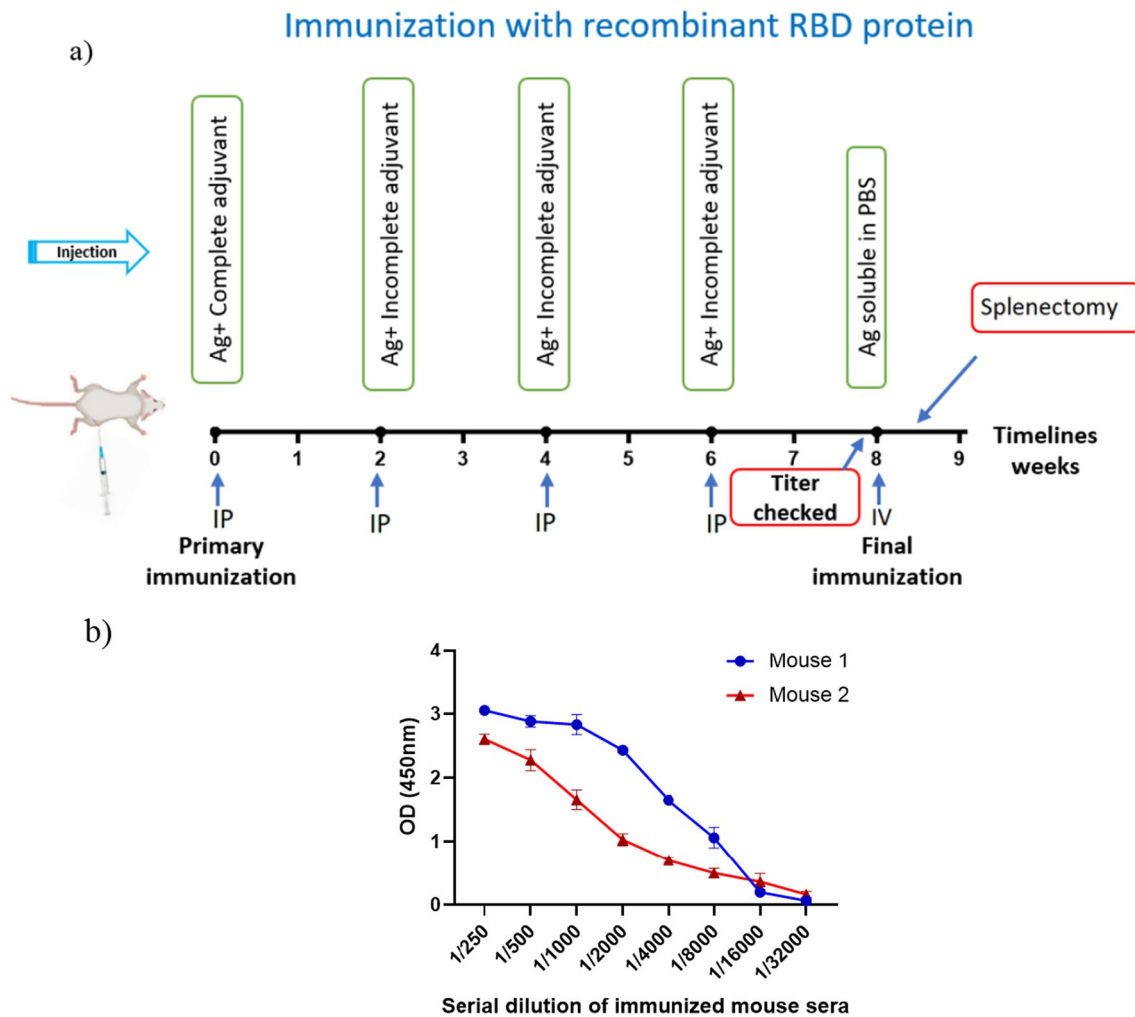 Immunization with recombinant RBD protein
a)
Injection
Ag+ Complete adjuvant
Ag+ Incomplete adjuvant
Ag+ Incomplete adjuvant
Ag+ Incomplete adjuvant
Ag soluble in PBS
Splenectomy
0 1 2 3 4 5 6 7 8 9
Timelines
weeks
IP
IP
IP
IP
Titer
checked
IV
Primary
immunization
Final
immunization
b)
Mouse 1
Mouse 2
OD (450nm)
4
3
2
1
0
1/250
1/500
1/1000
1/2000
1/4000
1/8000
1/16000
1/32000
Serial dilution of immunized mouse sera